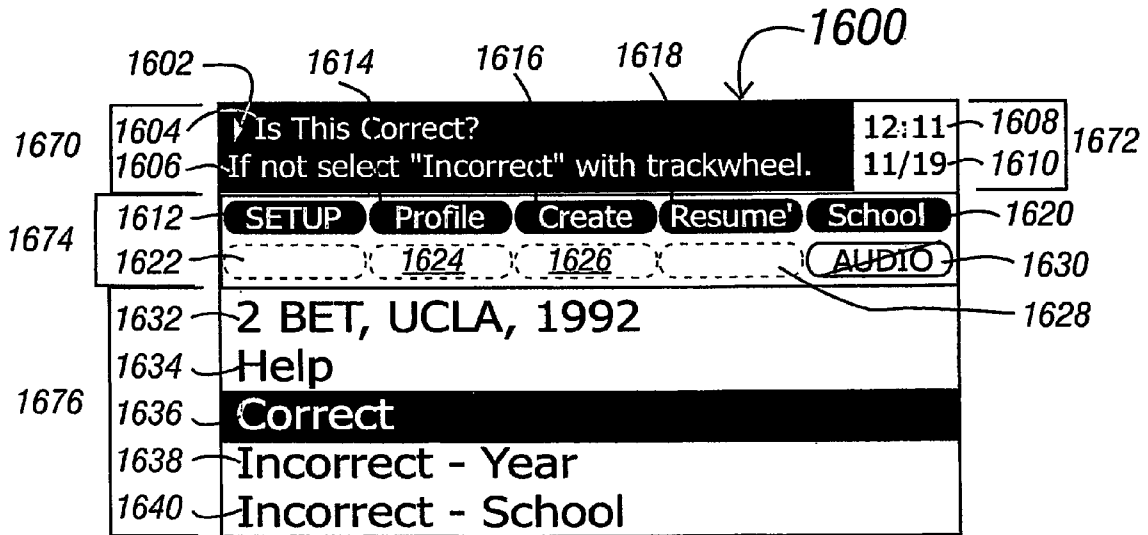 1600
1602 1614 1616 1618
1670 1604 Is This Correct? 12:11 1608 1672
1606 If not select "Incorrect" with trackwheel. 11/19 1610
1674 1612 SETUP Profile Create Resume' School 1620
1622 1624 1626 AUDIO 1630
1632 2 BET, UCLA, 1992 1628
1634 Help
1676 1636 Correct
1638 Incorrect - Year
1640 Incorrect - School